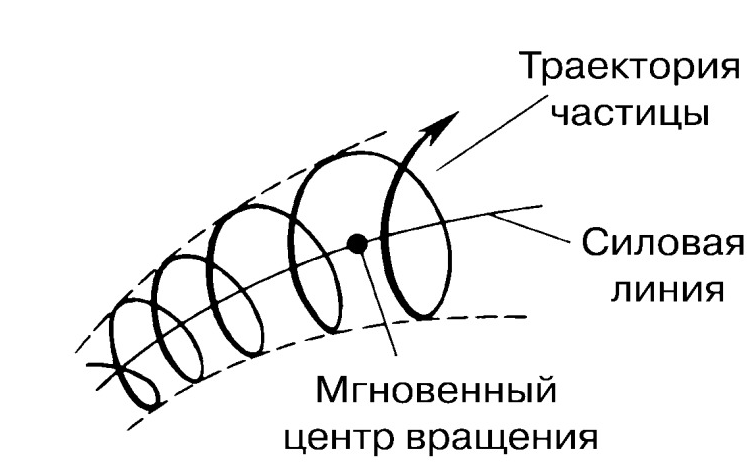 Траектория
частицы
Силовая
линия
Мгновенный
центр вращения